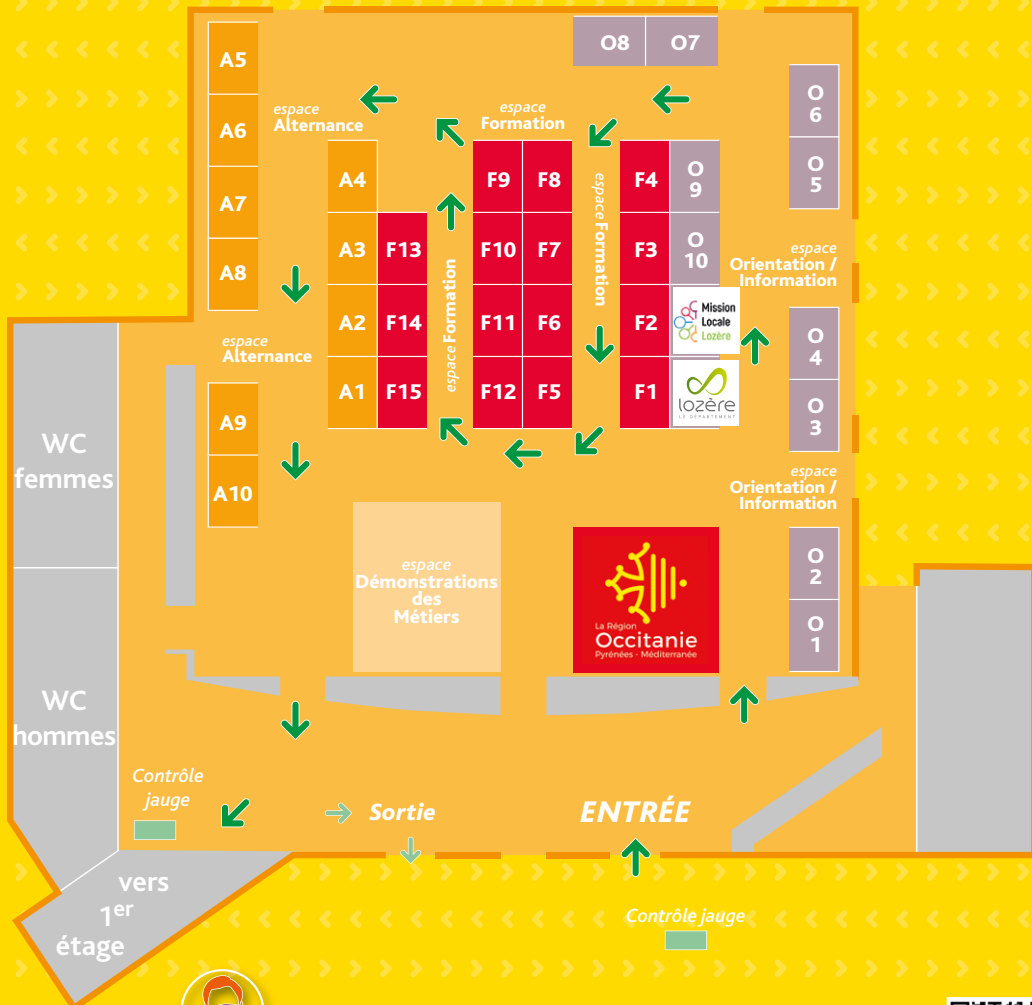 O8 O7
A5
A6
A7
A8
espace
Alternance
espace
Formation
O
6
O
5
A4
A3 F13
A2 F14
A1 F15
F9 F8
F10 F7
F11 F6
F12 F5
espace Formation
espace Formation
F4 O
9
F3 O
10
F2
Mission
Locale
Lozère
F1
lozère
LE DÉPARTEMENT
espace
Orientation /
Information
O
4
O
3
espace
Alternance
A9
A10
espace
Orientation /
Information
O
2
O
1
WC
femmes
espace
Démonstrations
des
Métiers
La Région
Occitanie
Pyrénées - Méditerranée
WC
hommes
Contrôle
jauge
Sortie
ENTRÉE
vers
1er
étage
Contrôle jauge